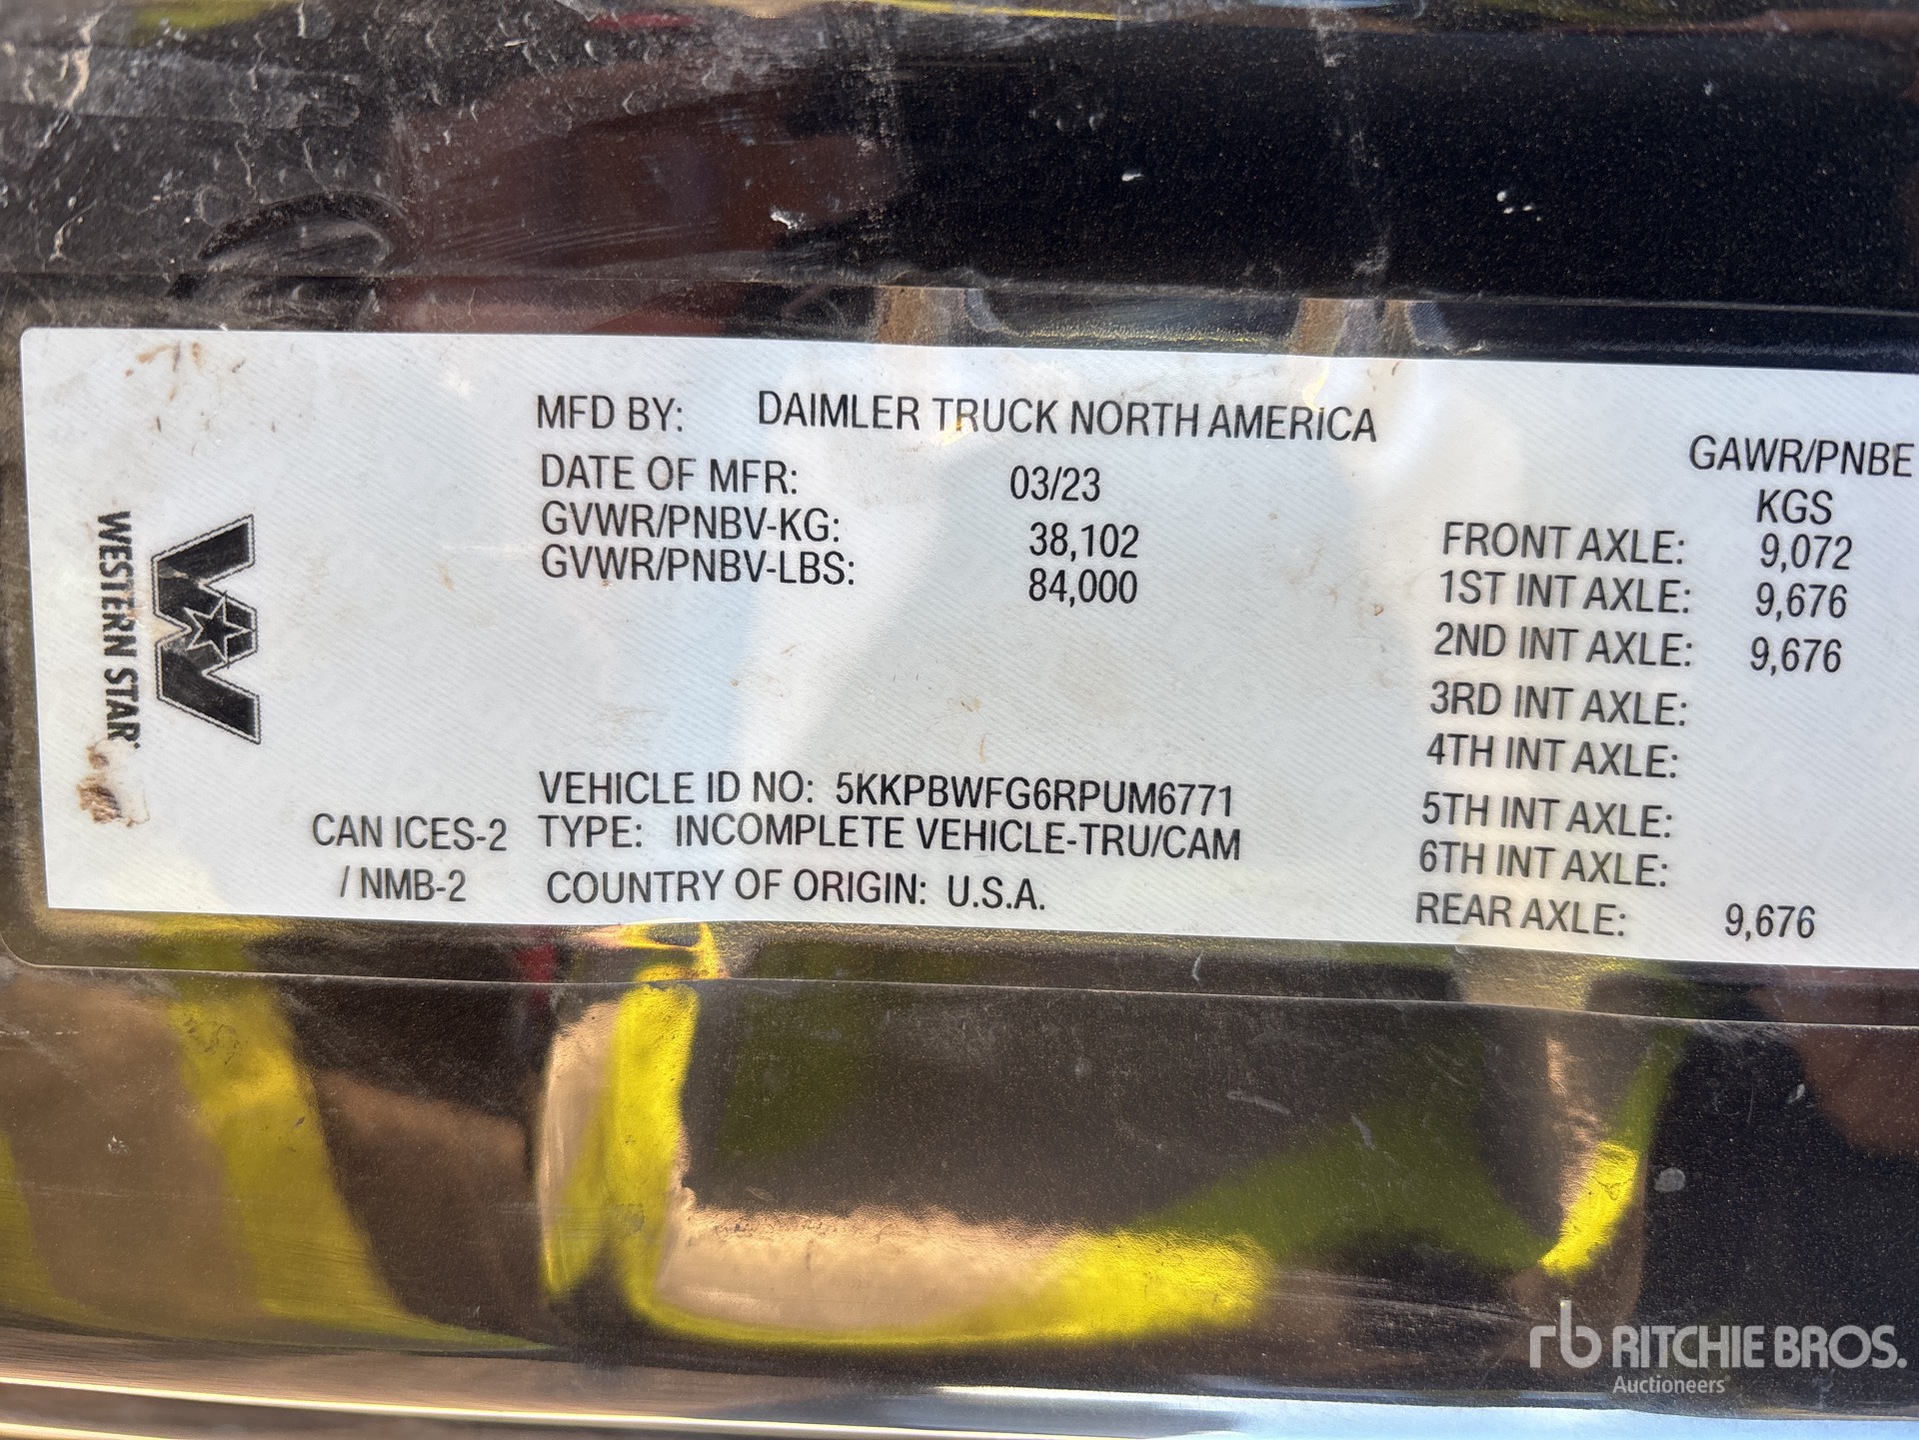 WESTERN STAR
MFD BY: DAIMLER TRUCK NORTH AMERICA
DATE OF MFR: 03/23
GVWR/PNBV-KG: 38,102
GVWR/PNBV-LBS: 84,000
VEHICLE ID NO: 5KKPBWFG6RPUM6771
CAN ICES-2 TYPE: INCOMPLETE VEHICLE-TRU/CAM
/ NMB-2 COUNTRY OF ORIGIN: U.S.A.
GAWR/PNBE
KGS
FRONT AXLE: 9,072
1ST INT AXLE: 9,676
2ND INT AXLE: 9,676
3RD INT AXLE:
4TH INT AXLE:
5TH INT AXLE:
6TH INT AXLE:
REAR AXLE: 9,676
rb RITCHIE BROS.
Auctioneers